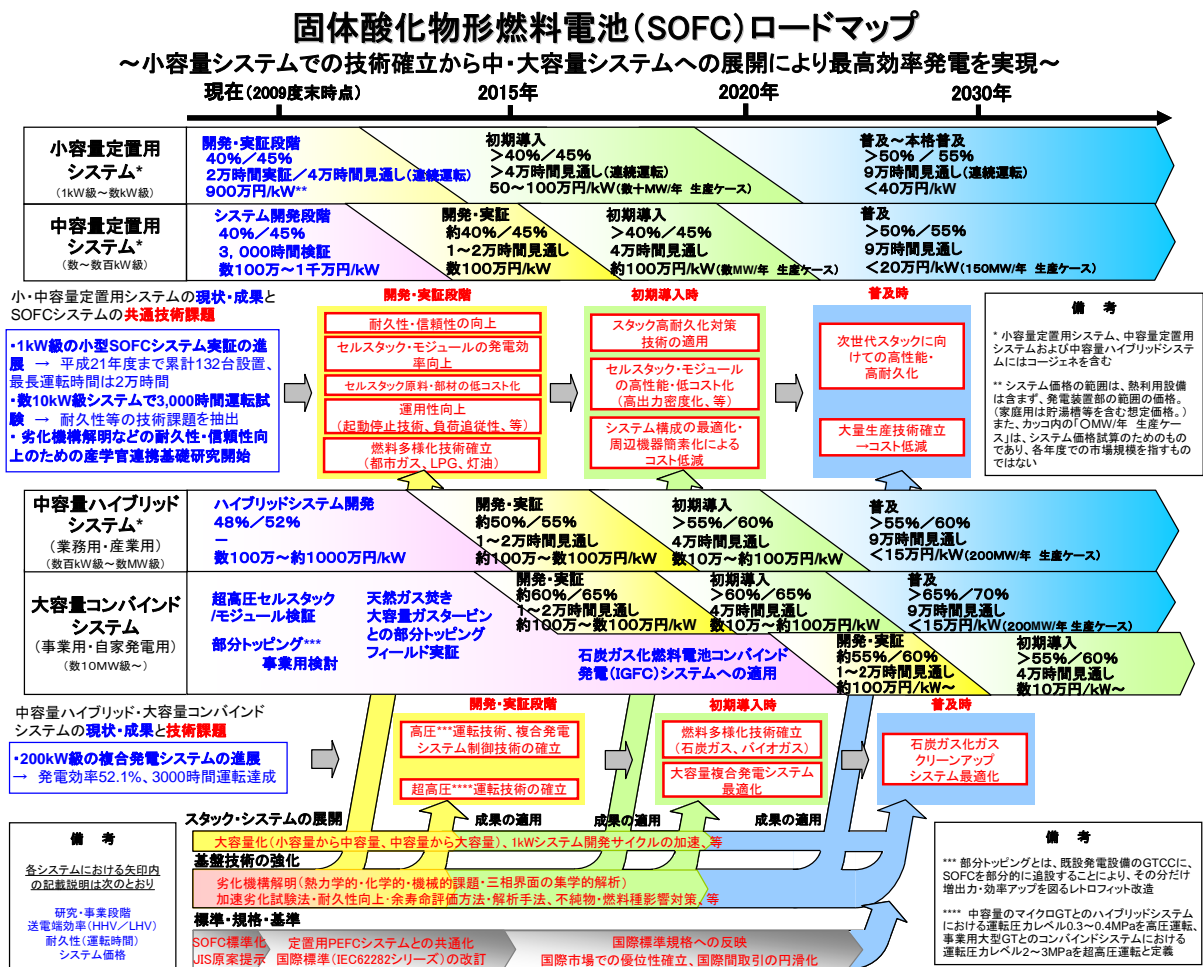 固体酸化物形燃料電池(SOFC)ロードマップ
～小容量システムでの技術確立から中・大容量システムへの展開により最高効率発電を実現～
現在(2009度末時点)
2015年
2020年
2030年
小容量定置用
システム*
(1kW級～数kW級)
開発・実証段階
40%/45%
2万時間実証/4万時間見通し(連続運転)
900万円/kW**
初期導入
>40%/45%
>4万時間見通し(連続運転)
50～100万円/kW(数十MW/年 生産ケース)
普及～本格普及
>50% / 55%
9万時間見通し(連続運転)
<40万円/kW
中容量定置用
システム*
(数～数百kW級)
システム開発段階
40%/45%
3,000時間検証
数100万～1千万円/kW
開発・実証
約40%/45%
1～2万時間見通し
数100万円/kW
初期導入
>40%/45%
4万時間見通し
約100万円/kW(数MW/年 生産ケース)
普及
>50%/55%
9万時間見通し
<20万円/kW(150MW/年 生産ケース)
小・中容量定置用システムの現状・成果と
SOFCシステムの共通技術課題
・1kW級の小型SOFCシステム実証の進
展 → 平成21年度まで累計132台設置、
最長運転時間は2万時間
・数10kW級システムで3,000時間運転試
験 → 耐久性等の技術課題を抽出
・劣化機構解明などの耐久性・信頼性向
上のための産学官連携基礎研究開始
開発・実証段階
耐久性・信頼性の向上
セルスタック・モジュールの発電効
率向上
セルスタック原料・部材の低コスト化
運用性向上
(起動停止技術、負荷追従性、等)
燃料多様化技術確立
(都市ガス、LPG、灯油)
初期導入時
スタック高耐久化対策
技術の適用
セルスタック・モジュール
の高性能・低コスト化
(高出力密度化、等)
システム構成の最適化・
周辺機器簡素化による
コスト低減
普及時
次世代スタックに向
けての高性能・
高耐久化
大量生産技術確立
→コスト低減
備 考
* 小容量定置用システム、中容量定置用
システムおよび中容量ハイブリッドシステ
ムにはコージェネを含む
** システム価格の範囲は、熱利用設備
は含まず、発電装置部の範囲の価格。
(家庭用は貯湯槽等を含む想定価格。)
また、カッコ内の「〇MW/年 生産ケー
ス」は、システム価格試算のためのもの
であり、各年度での市場規模を指すもの
ではない
中容量ハイブリッド
システム*
(業務用・産業用)
(数百kW級～数MW級)
ハイブリッドシステム開発
48%/52%
－
数100万～約1000万円/kW
開発・実証
約50%/55%
1～2万時間見通し
約100万～数100万円/kW
初期導入
>55%/60%
4万時間見通し
数10万～約100万円/kW
普及
>55%/60%
9万時間見通し
<15万円/kW(200MW/年 生産ケース)
大容量コンバインド
システム
(事業用・自家発電用)
(数10MW級～)
超高圧セルスタック
/モジュール検証
部分トッピング***
事業用検討
天然ガス焚き
大容量ガスタービン
との部分トッピング
フィールド実証
開発・実証
約60%/65%
1～2万時間見通し
約100万～数100万円/kW
初期導入
>60%/65%
4万時間見通し
数10万～約100万円/kW
普及
>65%/70%
9万時間見通し
<15万円/kW(200MW/年 生産ケース)
石炭ガス化燃料電池コンバインド
発電(IGFC)システムへの適用
開発・実証
約55%/60%
1～2万時間見通し
約100万円/kW～
初期導入
>55%/60%
4万時間見通し
数10万円/kW～
中容量ハイブリッド・大容量コンバインド
システムの現状・成果と技術課題
・200kW級の複合発電システムの進展
→ 発電効率52.1%、3000時間運転達成
開発・実証段階
高圧***運転技術、複合発電
システム制御技術の確立
超高圧****運転技術の確立
初期導入時
燃料多様化技術確立
(石炭ガス、バイオガス)
大容量複合発電システム
最適化
普及時
石炭ガス化ガス
クリーンアップ
システム最適化
スタック・システムの展開
成果の適用
成果の適用
成果の適用
大容量化(小容量から中容量、中容量から大容量)、1kWシステム開発サイクルの加速、等
基盤技術の強化
劣化機構解明(熱力学的・化学的・機械的課題・三相界面の集学的解析)
加速劣化試験法・耐久性向上・余寿命評価方法・解析手法、不純物・燃料種影響対策、等
標準・規格・基準
SOFC標準化
JIS原案提示
定置用PEFCシステムとの共通化
国際標準(IEC62282シリーズ)の改訂
国際標準規格への反映
国際市場での優位性確立、国際間取引の円滑化
備 考
各システムにおける矢印内
の記載説明は次のとおり
研究・事業段階
送電端効率(HHV/LHV)
耐久性(運転時間)
システム価格
備 考
*** 部分トッピングとは、既設発電設備のGTCCに、
SOFCを部分的に追設することにより、その分だけ
増出力・効率アップを図るレトロフィット改造
**** 中容量のマイクロGTとのハイブリッドシステム
における運転圧力レベル0.3～0.4MPaを高圧運転、
事業用大型GTとのコンバインドシステムにおける
運転圧力レベル2～3MPaを超高圧運転と定義